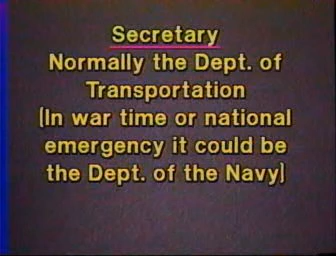 Secretary
Normally the Dept. of
Transportation
(In war time or national
emergency it could be
the Dept. of the Navy)